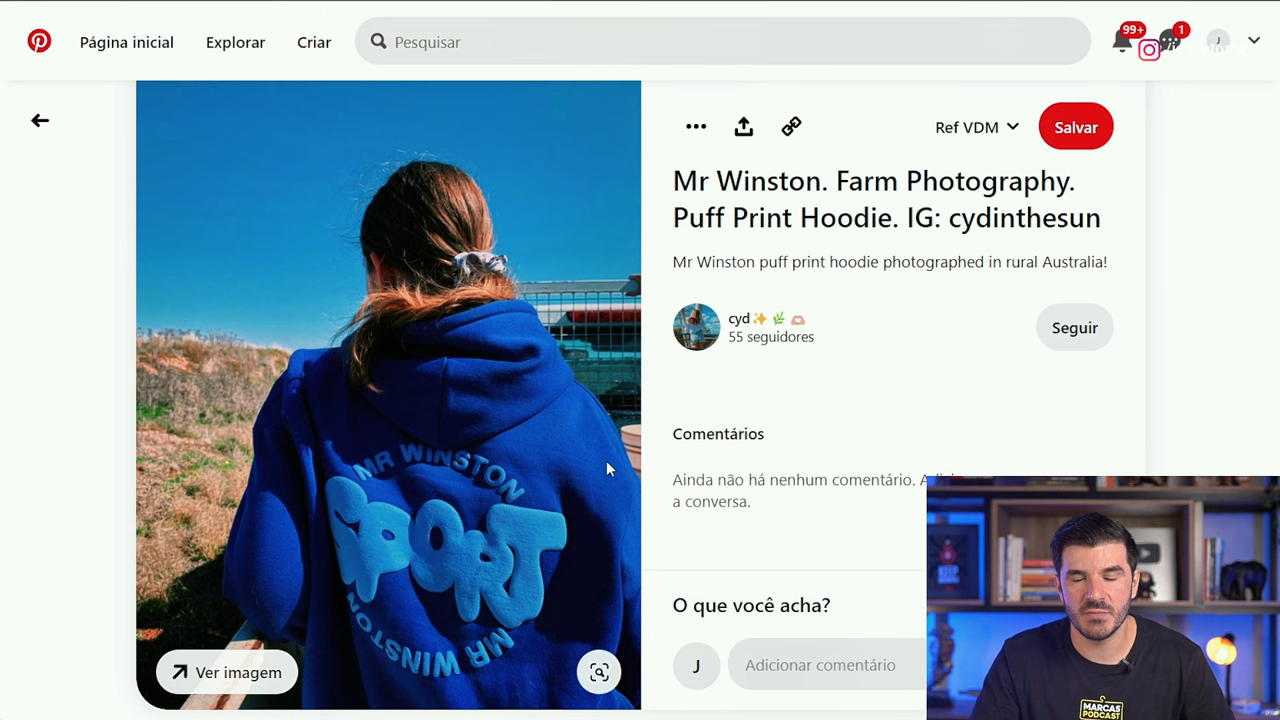 Página inicial
Explorar
Criar
Pesquisar
99+
1
J
Ref VDM
Salvar
Mr Winston. Farm Photography.
Puff Print Hoodie. IG: cydinthesun
Mr Winston puff print hoodie photographed in rural Australia!
cyd
55 seguidores
Seguir
Comentários
Ainda não há nenhum comentário.
a conversa.
O que você acha?
J
Adicionar comentário
MR WINSTON
SPORT
MR WINSTON
WINSTON
Ver imagem
MARCAS
PODCAST